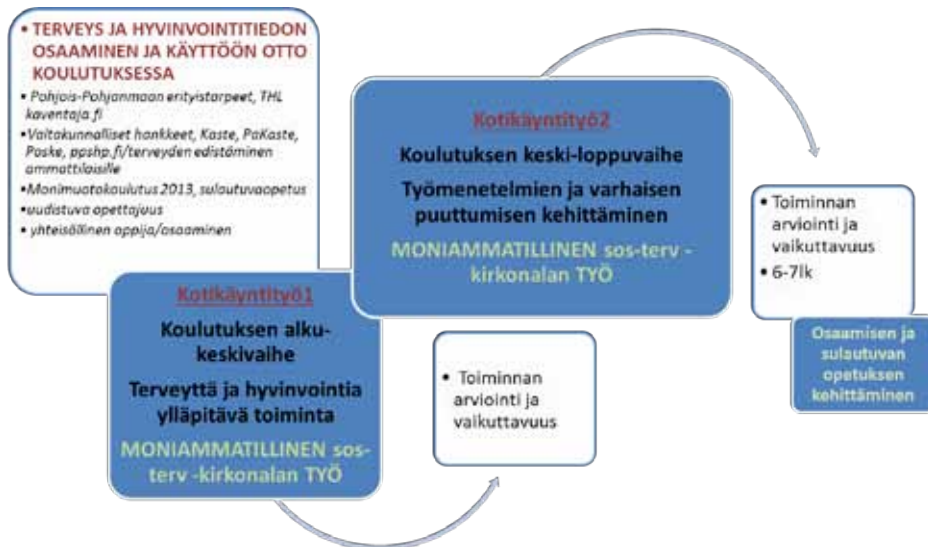 • TERVEYS JA HYVINVOINTITIEDON
OSAAMINEN JA KÄYTTÖÖN OTTO
KOULUTUKSESSA
• Pohjois-Pohjanmaan erityistarpeet, THL
kaventaja.fi
• Valtakunnalliset hankkeet, Kaste, PaKaste,
Poske, ppshp.fi/terveyden edistäminen
ammattilaisille
• Monimuotokoulutus 2013, sulautuvaopetus
• uudistuva opettajuus
• yhteisöllinen oppija/osaaminen
Kotikäyntityö1
Koulutuksen alku-
keskivaihe
Terveyttä ja hyvinvointia
ylläpitävä toiminta
MONIAMMATILLINEN sos-
terv -kirkonalan TYÖ
• Toiminnan
arviointi ja
vaikuttavuus
Kotikäyntityö2
Koulutuksen keski-loppuvaihe
Työmenetelmien ja varhaisen
puuttumisen kehittäminen
MONIAMMATILLINEN sos-terv -
kirkonalan TYÖ
• Toiminnan
arviointi ja
vaikuttavuus
• 6-7lk
Osaamisen ja
sulautuvan
opetuksen
kehittäminen